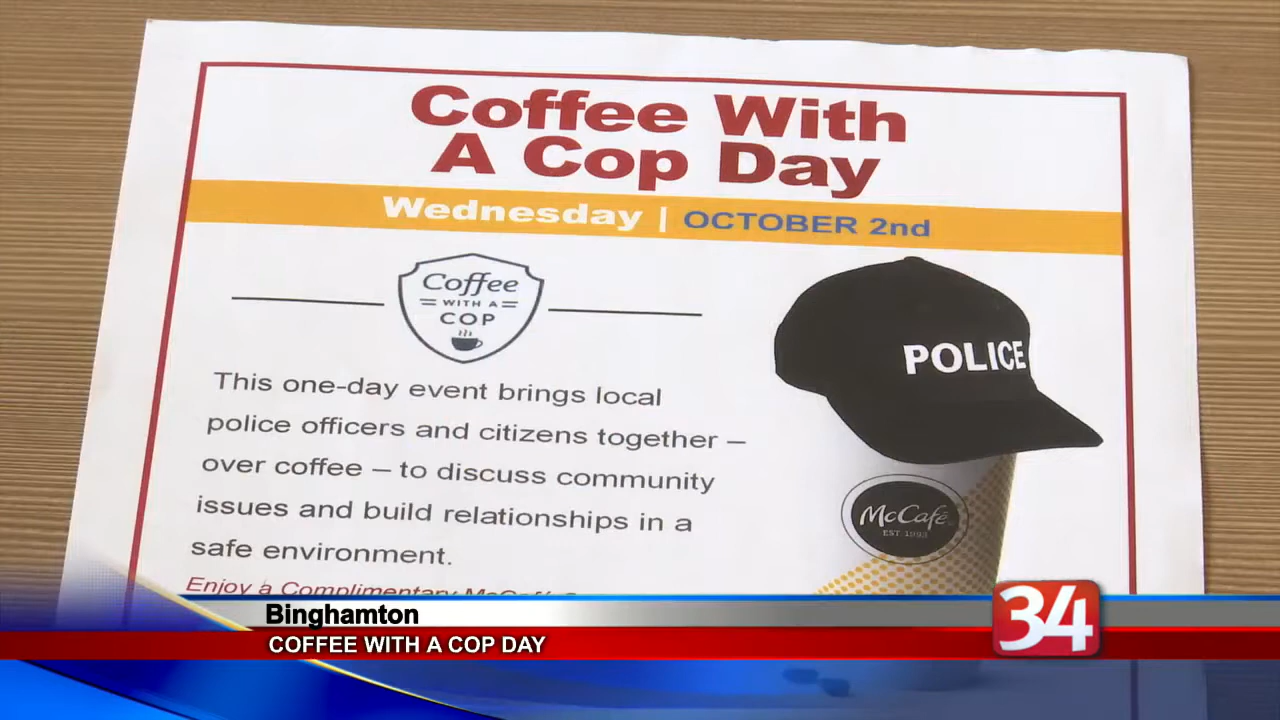 Coffee With
A Cop Day
Wednesday | OCTOBER 2nd
Coffee
WITH A
COP
POLICE
This one-day event brings local
police officers and citizens together –
over coffee – to discuss community
issues and build relationships in a
safe environment.
McCafé
EST 1993
Enjoy a Complimentary McCafé
Binghamton
COFFEE WITH A COP DAY
34